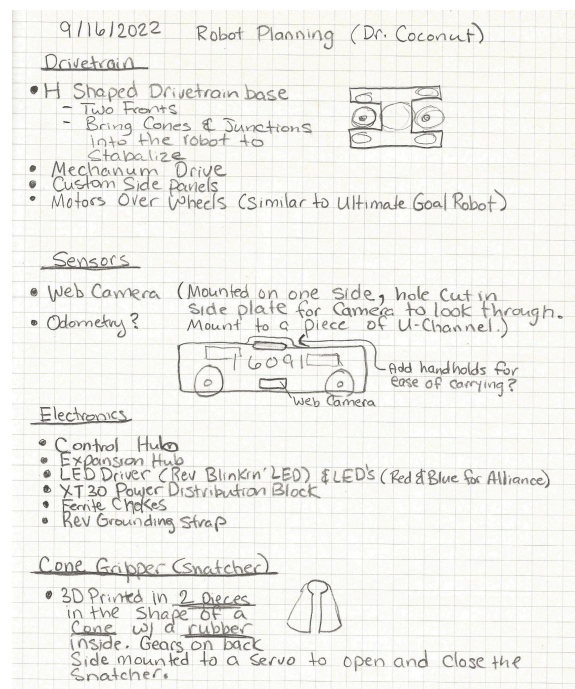 9/16/2022 Robot Planning (Dr. Coconut)
Drivetrain
• H Shaped Drivetrain base
- Two Fronts
- Bring Cones & Junctions
into the robot to
Stabalize
• Mechanum Drive
• Custom Side Panels
• Motors Over Wheels (Similar to Ultimate Goal Robot)
Sensors
• Web Camera (Mounted on one side, hole cut in
side plate for Camera to look through.
• Odometry? Mount to a piece of U-Channel.)
16091
Add handholds for
ease of carrying?
Web Camera
Electronics
• Control Hub
• Expansion Hub
• LED Driver (Rev Blinkin' LED) & LED's (Red & Blue for Alliance)
• XT30 Power Distribution Block
• Ferrite Chokes
• Rev Grounding Strap
Cone Gripper (Snatcher)
• 3D Printed in 2 pieces
in the Shape of a
Cone w/ a rubber
inside. Gears on back
Side mounted to a servo to open and close the
Snatcher.